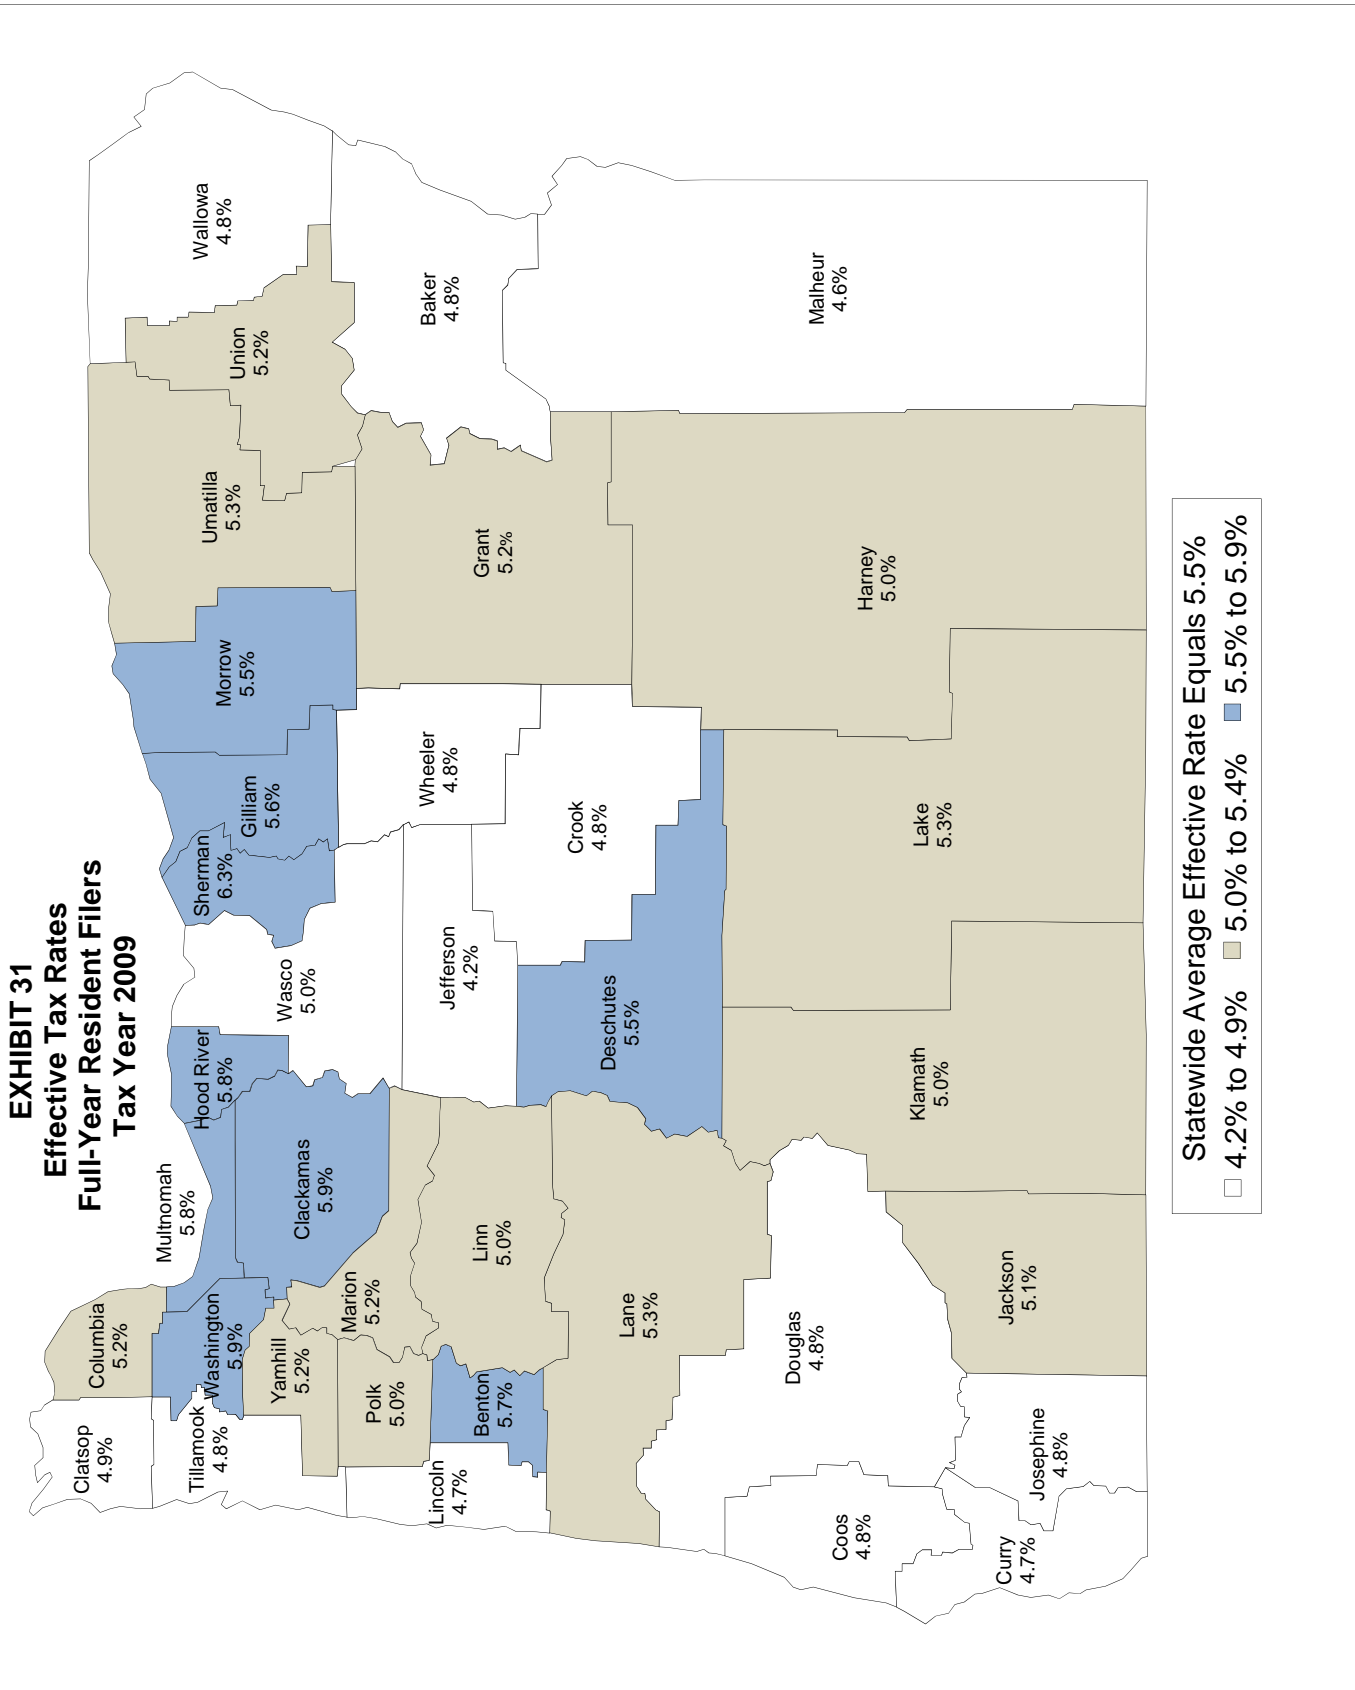 EXHIBIT 31
Effective Tax Rates
Full-Year Resident Filers
Tax Year 2009
Clatsop
4.9%
Columbia
5.2%
Tillamook
4.8%
Washington
5.9%
Multnomah
5.8%
Hood River
5.8%
Yamhill
5.2%
Clackamas
5.9%
Polk
5.0%
Marion
5.2%
Lincoln
4.7%
Benton
5.7%
Linn
5.0%
Lane
5.3%
Douglas
4.8%
Coos
4.8%
Curry
4.7%
Josephine
4.8%
Jackson
5.1%
Klamath
5.0%
Deschutes
5.5%
Jefferson
4.2%
Wasco
5.0%
Sherman
6.3%
Gilliam
5.6%
Morrow
5.5%
Wheeler
4.8%
Crook
4.8%
Lake
5.3%
Harney
5.0%
Grant
5.2%
Umatilla
5.3%
Union
5.2%
Wallowa
4.8%
Baker
4.8%
Malheur
4.6%
Statewide Average Effective Rate Equals 5.5%
4.2% to 4.9% 5.0% to 5.4% 5.5% to 5.9%